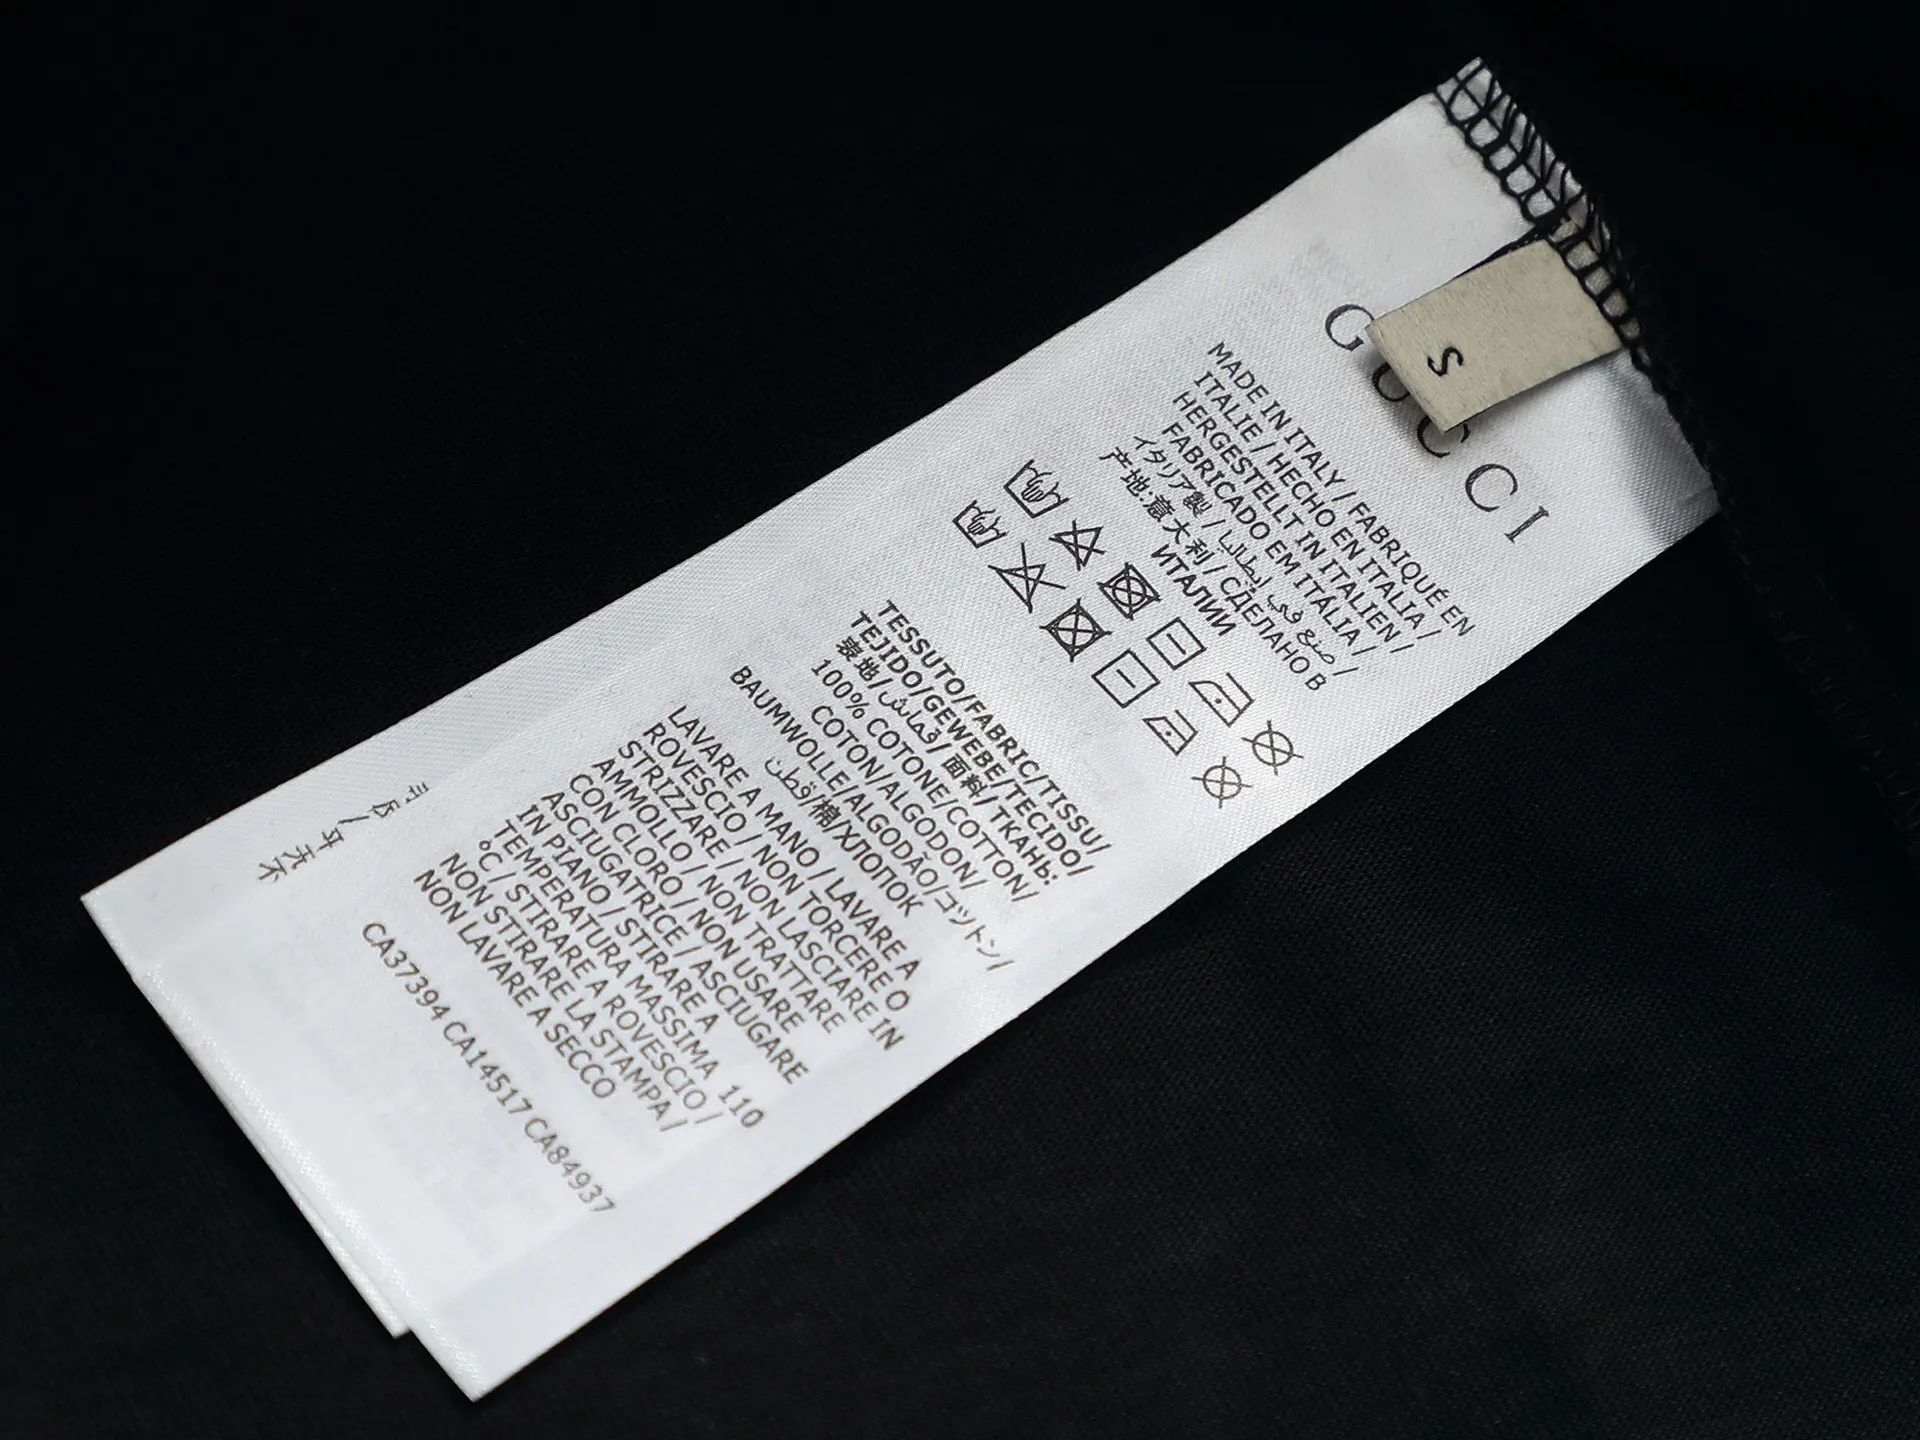 S
GUCCI
MADE IN ITALY / FABRIQUÉ EN
ITALIE / HECHO EN ITALIA /
HERGESTELLT IN ITALIEN /
FABRICADO EM ITÁLIA /
イタリア製 / صنع في إيطاليا /
产地:意大利 / СДЕЛАНО В
ИТАЛИИ
TESSUTO/FABRIC/TISSU/
TEJIDO/GEWEBE/TECIDO/
表地/قماش/面料/ТКАНЬ:
100% COTONE/COTTON/
COTON/ALGODON/
BAUMWOLLE/ALGODÃO/コットン/
قطن/棉/ХЛОПОК
LAVARE A MANO / LAVARE A
ROVESCIO / NON TORCERE O
STRIZZARE / NON LASCIARE IN
AMMOLLO / NON TRATTARE
CON CLORO / NON USARE
ASCIUGATRICE / ASCIUGARE
IN PIANO / STIRARE A
TEMPERATURA MASSIMA 110
°C / STIRARE A ROVESCIO /
NON STIRARE LA STAMPA /
NON LAVARE A SECCO
CA37394 CA14517 CA84937